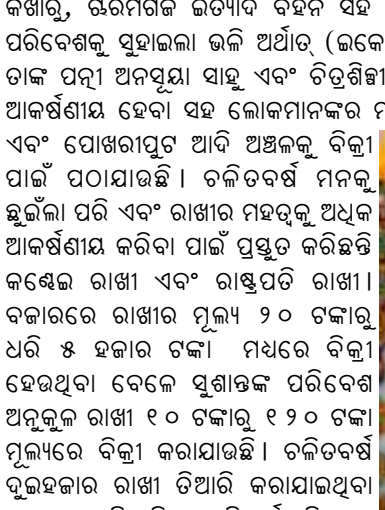 କଖାରୁ, ଝରମଗଜ ଇତ୍ୟାଦି ବିହନ ସହ
ପରିବେଶକୁ ସୁହାଇଲା ଭଳି ଅର୍ଥାତ୍ (ଇକୋ
ତାଙ୍କ ପତ୍ନୀ ଅନସୂୟା ସାହୁ ଏବଂ ଚିତ୍ରଶିଳ୍ପୀ
ଆକର୍ଷଣୀୟ ହେବା ସହ ଲୋକମାନଙ୍କର
ଏବଂ ପୋଖରୀପୁଟ ଆଦି ଅଞ୍ଚଳକୁ ବିକ୍ରୀ
ପାଇଁ ପଠାଯାଉଛି। ଚଳିତବର୍ଷ ମନକୁ
ଛୁଇଁଲା ପରି ଏବଂ ରାଖୀର ମହତ୍ୱକୁ ଅଧିକ
ଆକର୍ଷଣୀୟ କରିବା ପାଇଁ ପ୍ରସ୍ତୁତ କରିଛନ୍ତି
କଣ୍ଢେଇ ରାଖୀ ଏବଂ ରାଷ୍ଟ୍ରପତି ରାଖୀ।
ବଜାରରେ ରାଖୀର ମୂଲ୍ୟ ୨୦ ଟଙ୍କାରୁ
ଧରି ୫ ହଜାର ଟଙ୍କା ମଧ୍ୟରେ ବିକ୍ରୀ
ହେଉଥିବା ବେଳେ ସୁଶାନ୍ତଙ୍କ ପରିବେଶ
ଅନୁକୂଳ ରାଖୀ ୧୦ ଟଙ୍କାରୁ ୧୨୦ ଟଙ୍କା
ମୂଲ୍ୟରେ ବିକ୍ରୀ କରାଯାଉଛି। ଚଳିତବର୍ଷ
ଦୁଇହଜାର ରାଖୀ ତିଆରି କରାଯାଇଥିବା